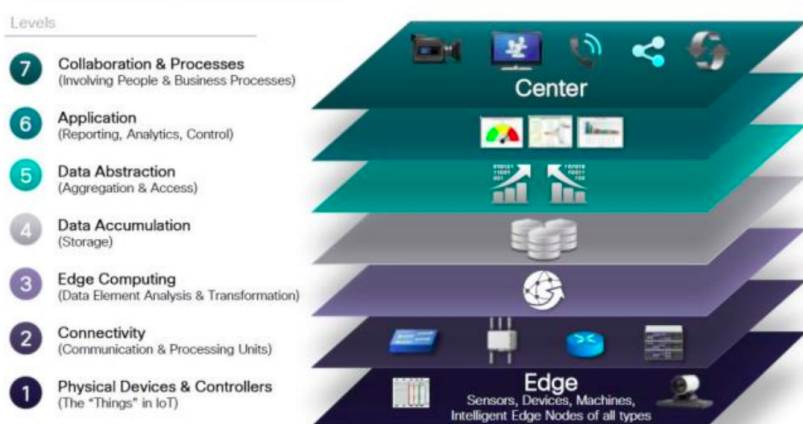 Levels
7
Collaboration & Processes
(Involving People & Business Processes)
6
Application
(Reporting, Analytics, Control)
5
Data Abstraction
(Aggregation & Access)
4
Data Accumulation
(Storage)
3
Edge Computing
(Data Element Analysis & Transformation)
2
Connectivity
(Communication & Processing Units)
1
Physical Devices & Controllers
(The "Things" in IoT)
Center
Edge
Sensors, Devices, Machines,
Intelligent Edge Nodes of all types